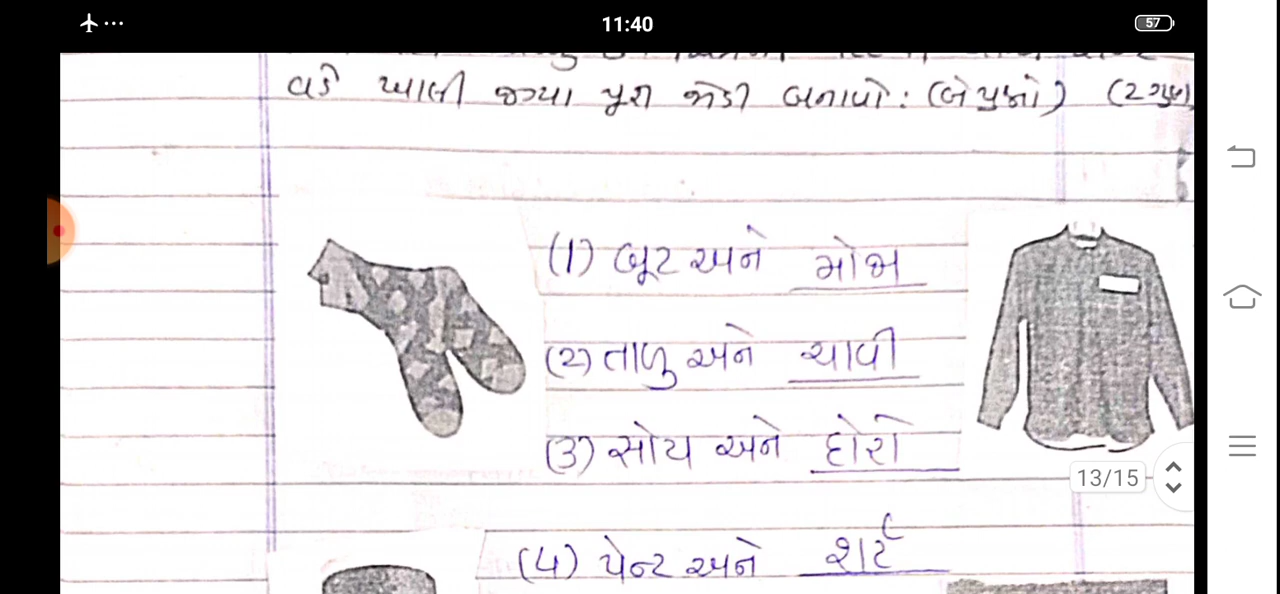 11:40
57
વડે ખાલી જગ્યા પૂરી જોડી બનાવો : (બે પુત્રો) (2 ગુણ)
(1) બૂટ અને મોજા
(2) તાળુ અને ચાવી
(3) સોય અને દોરો
13/15
(4) પેન્ટ અને શર્ટ